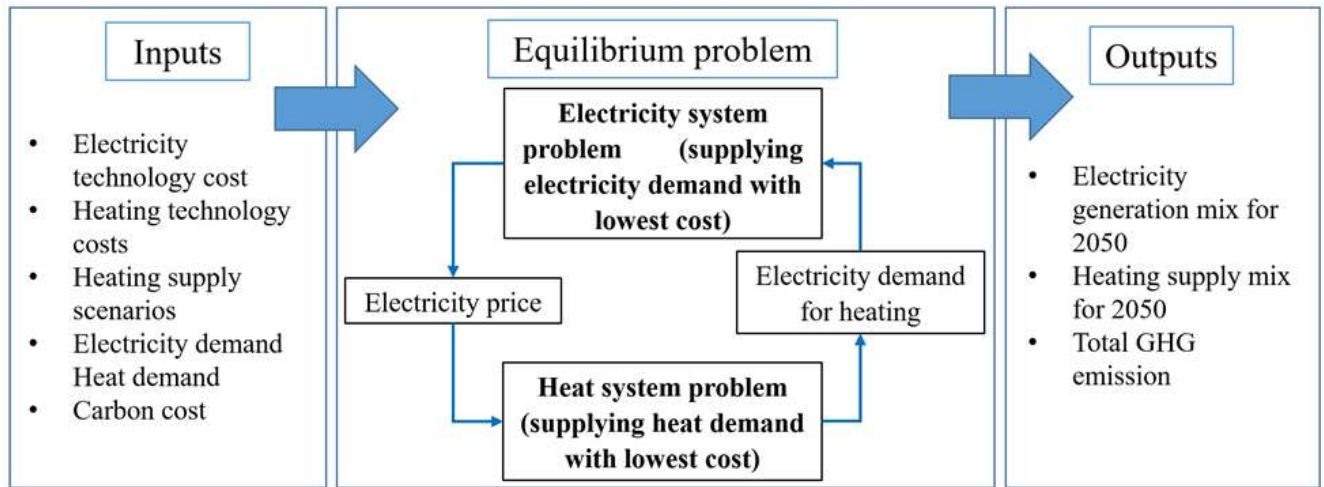 Inputs
• Electricity
technology cost
• Heating technology
costs
• Heating supply
scenarios
• Electricity demand
Heat demand
• Carbon cost
Equilibrium problem
Electricity system
problem (supplying
electricity demand with
lowest cost)
Electricity price
Electricity demand
for heating
Heat system problem
(supplying heat demand
with lowest cost)
Outputs
• Electricity
generation mix for
2050
• Heating supply mix
for 2050
• Total GHG
emission